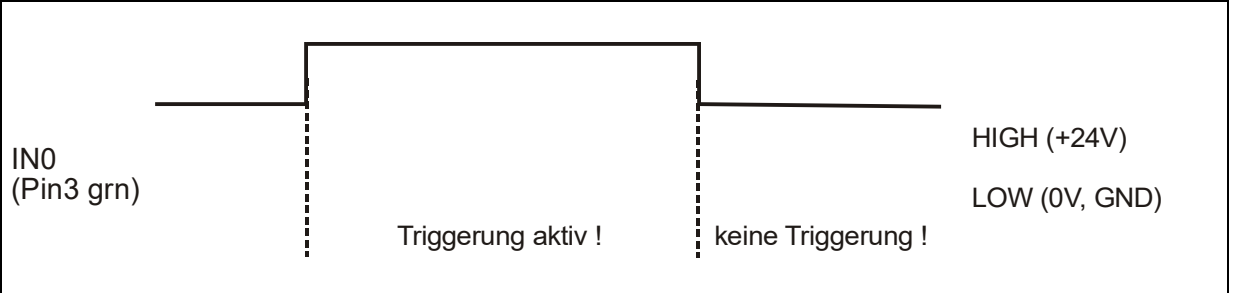 HIGH (+24V)
IN0
(Pin3 grn)
LOW (0V, GND)
Triggerung aktiv !
keine Triggerung !